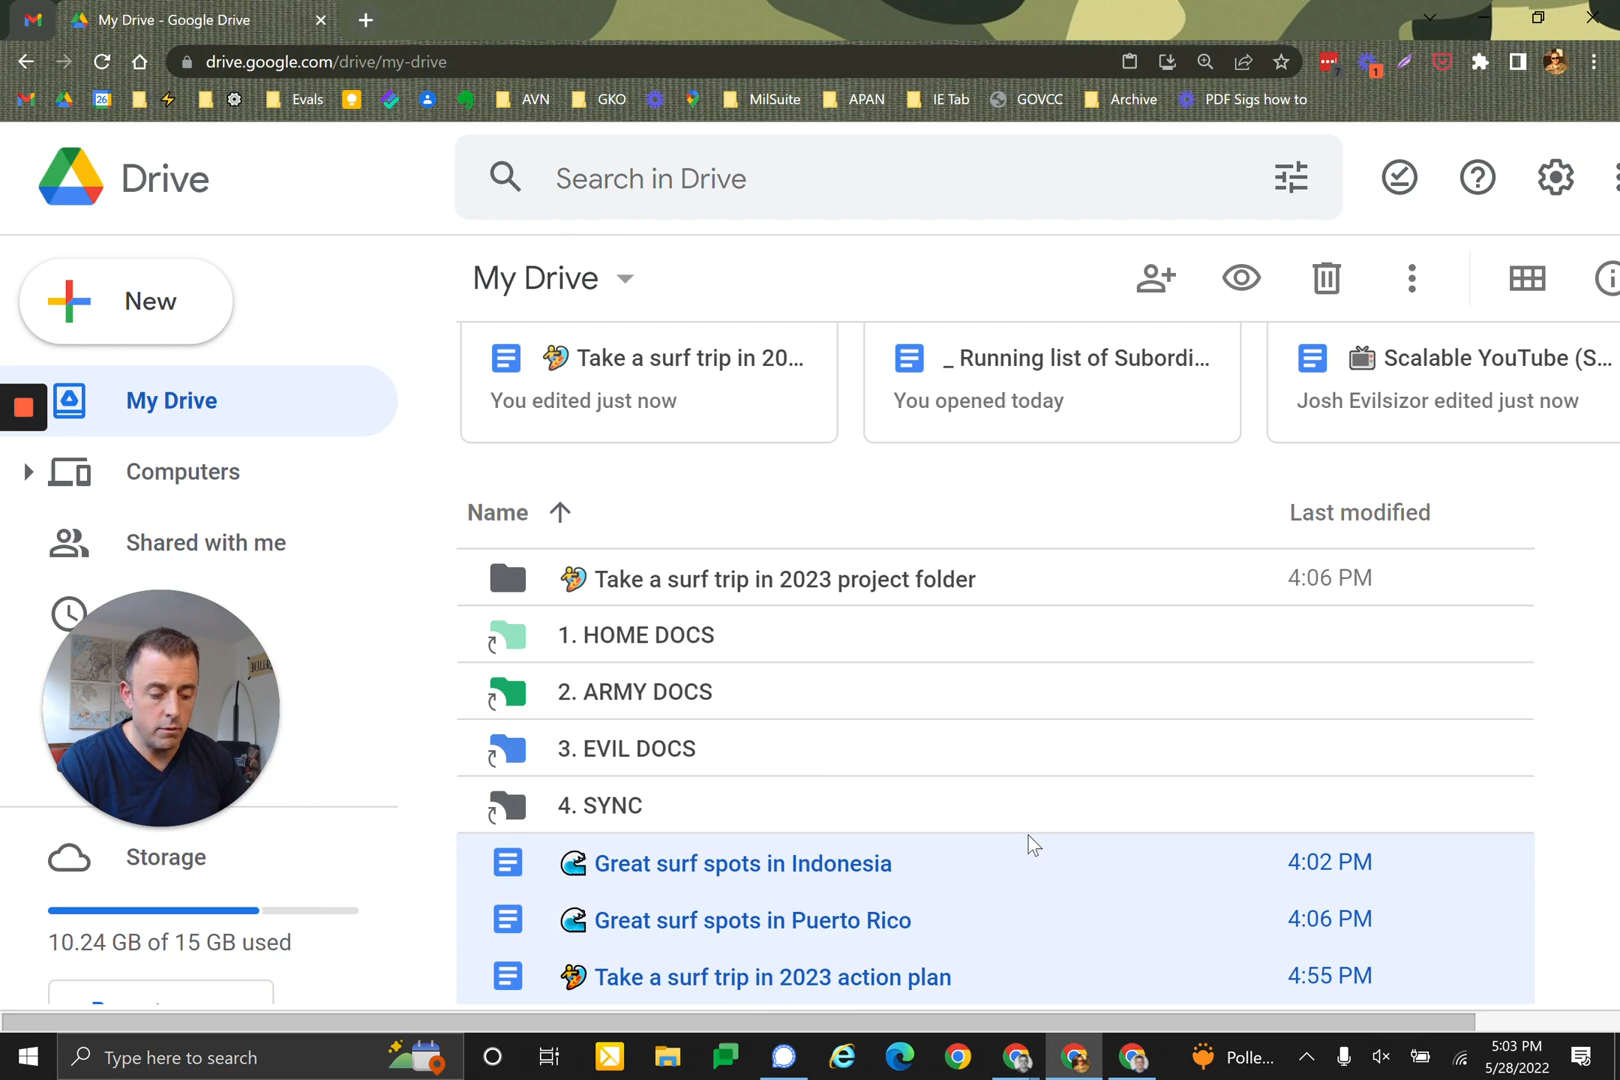 My Drive - Google Drive
drive.google.com/drive/my-drive
7
1
26
Evals
AVN
GKO
MilSuite
APAN
IE Tab
GOVCC
Archive
PDF Sigs how to
Drive
Search in Drive
New
My Drive
My Drive
Computers
Shared with me
Storage
10.24 GB of 15 GB used
Take a surf trip in 20...
You edited just now
_ Running list of Subordi...
You opened today
Scalable YouTube (S...
Josh Evilsizor edited just now
Name
Last modified
Take a surf trip in 2023 project folder
4:06 PM
1. HOME DOCS
2. ARMY DOCS
3. EVIL DOCS
4. SYNC
Great surf spots in Indonesia
4:02 PM
Great surf spots in Puerto Rico
4:06 PM
Take a surf trip in 2023 action plan
4:55 PM
Type here to search
Polle...
5:03 PM
5/28/2022